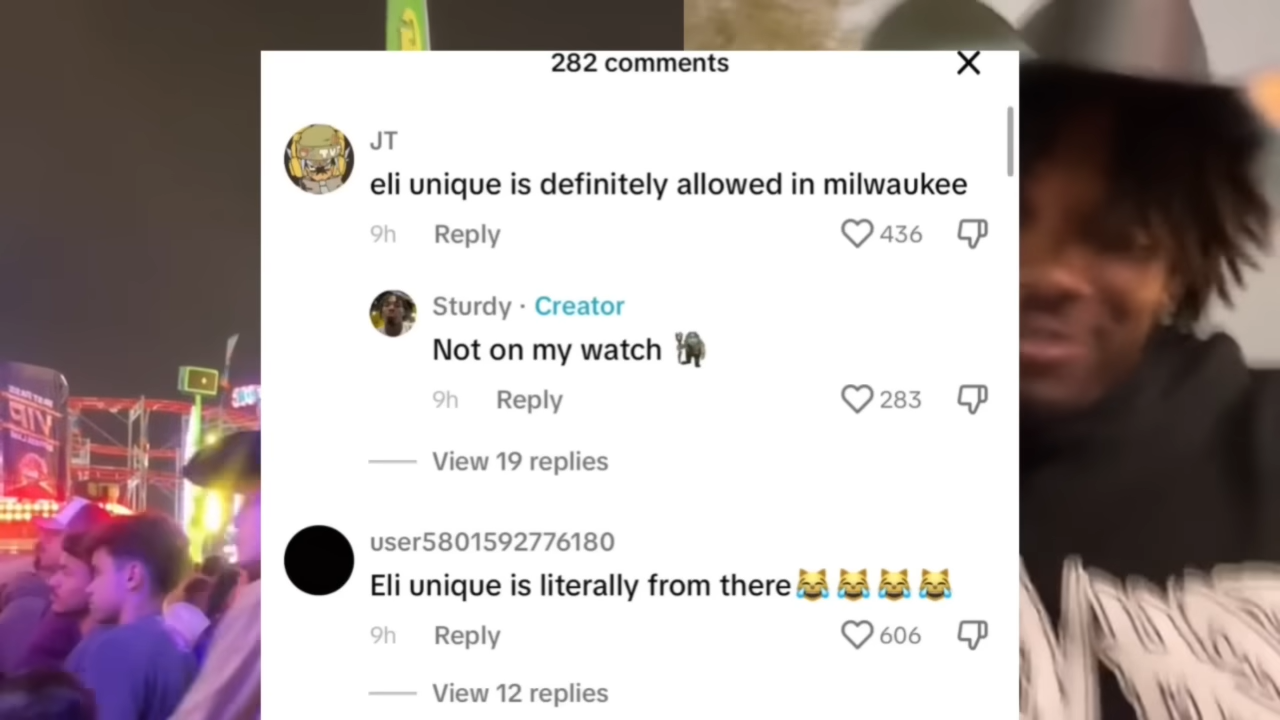 282 comments
JT
eli unique is definitely allowed in milwaukee
9h Reply 436
Sturdy · Creator
Not on my watch 🧌
9h Reply 283
View 19 replies
user5801592776180
Eli unique is literally from there😹😹😹😹
9h Reply 606
View 12 replies